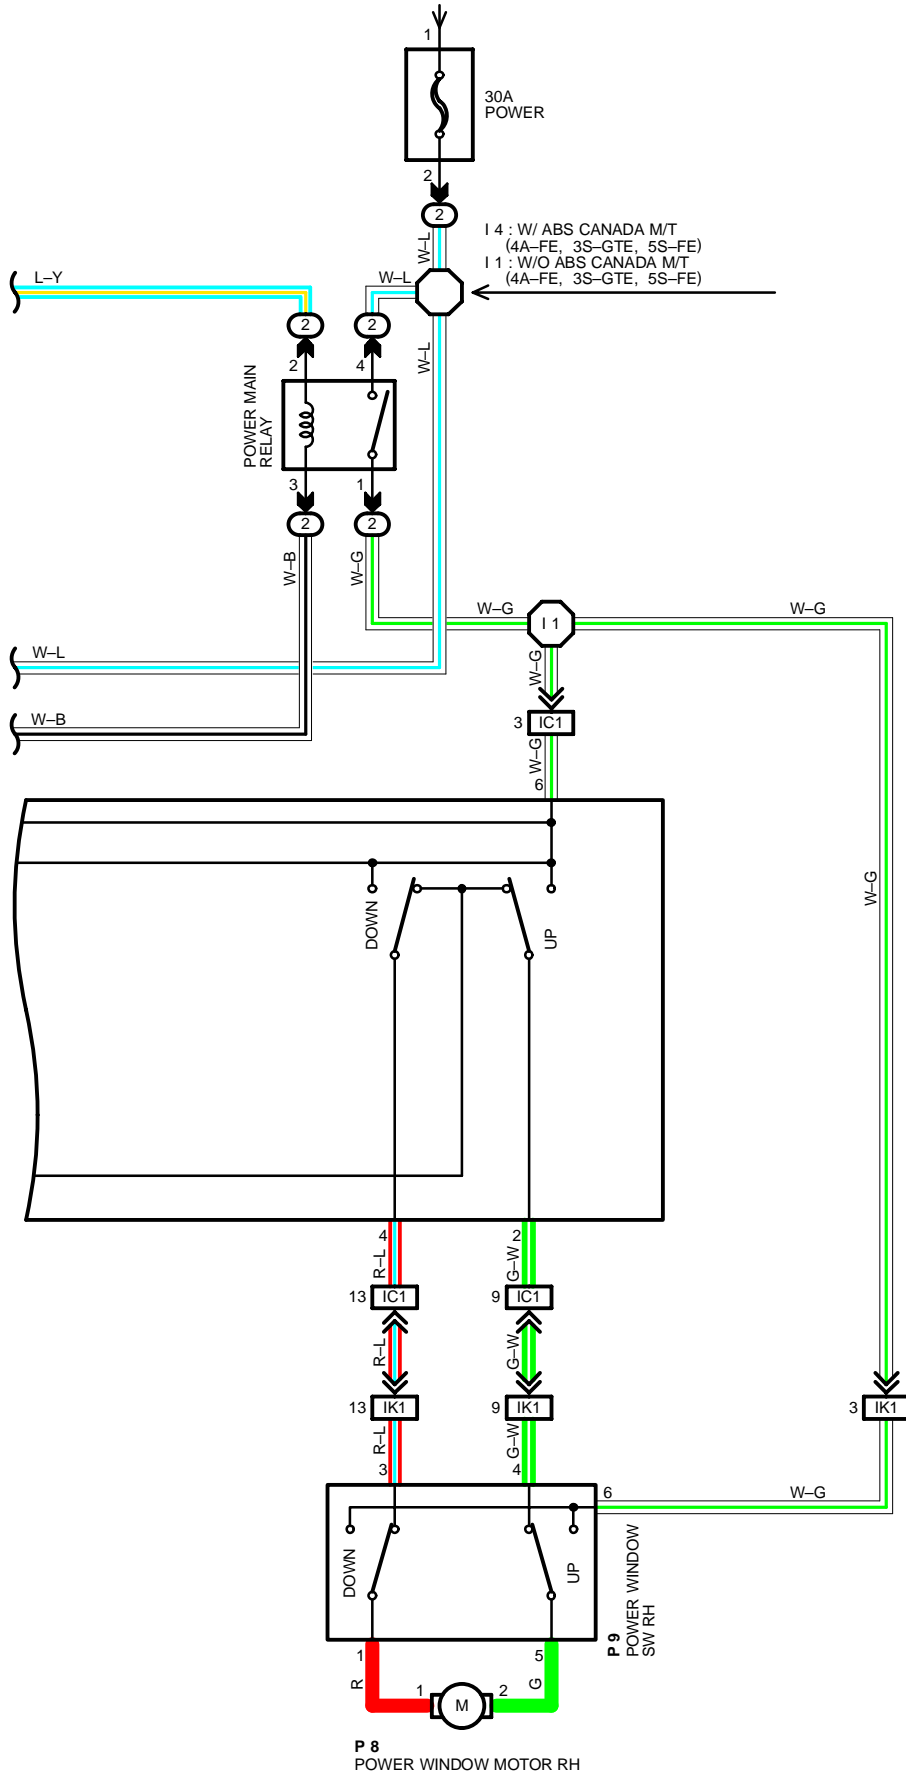 1
30A
POWER
2
2
W–L
I 4 : W/ ABS CANADA M/T
(4A–FE, 3S–GTE, 5S–FE)
I 1 : W/O ABS CANADA M/T
(4A–FE, 3S–GTE, 5S–FE)
L–Y
W–L
2
2
W–L
2
4
POWER MAIN
RELAY
3
1
2
2
W–B
W–G
W–G
I 1
W–G
W–L
W–G
W–B
3
IC1
W–G
6
W–G
DOWN
UP
4
2
R–L
G–W
13
IC1
9
IC1
R–L
G–W
13
IK1
9
IK1
3
IK1
R–L
G–W
3
4
6
W–G
DOWN
UP
P 9
POWER WINDOW
SW RH
1
5
R
G
1
M
2
P 8
POWER WINDOW MOTOR RH